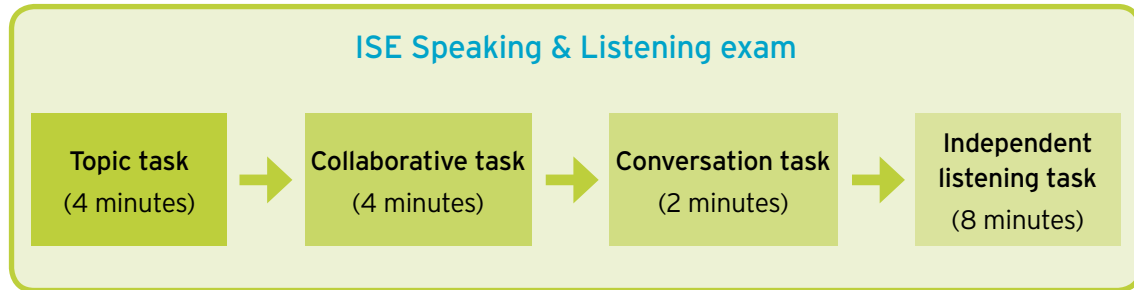 ISE Speaking & Listening exam
Topic task
(4 minutes)
Collaborative task
(4 minutes)
Conversation task
(2 minutes)
Independent
listening task
(8 minutes)